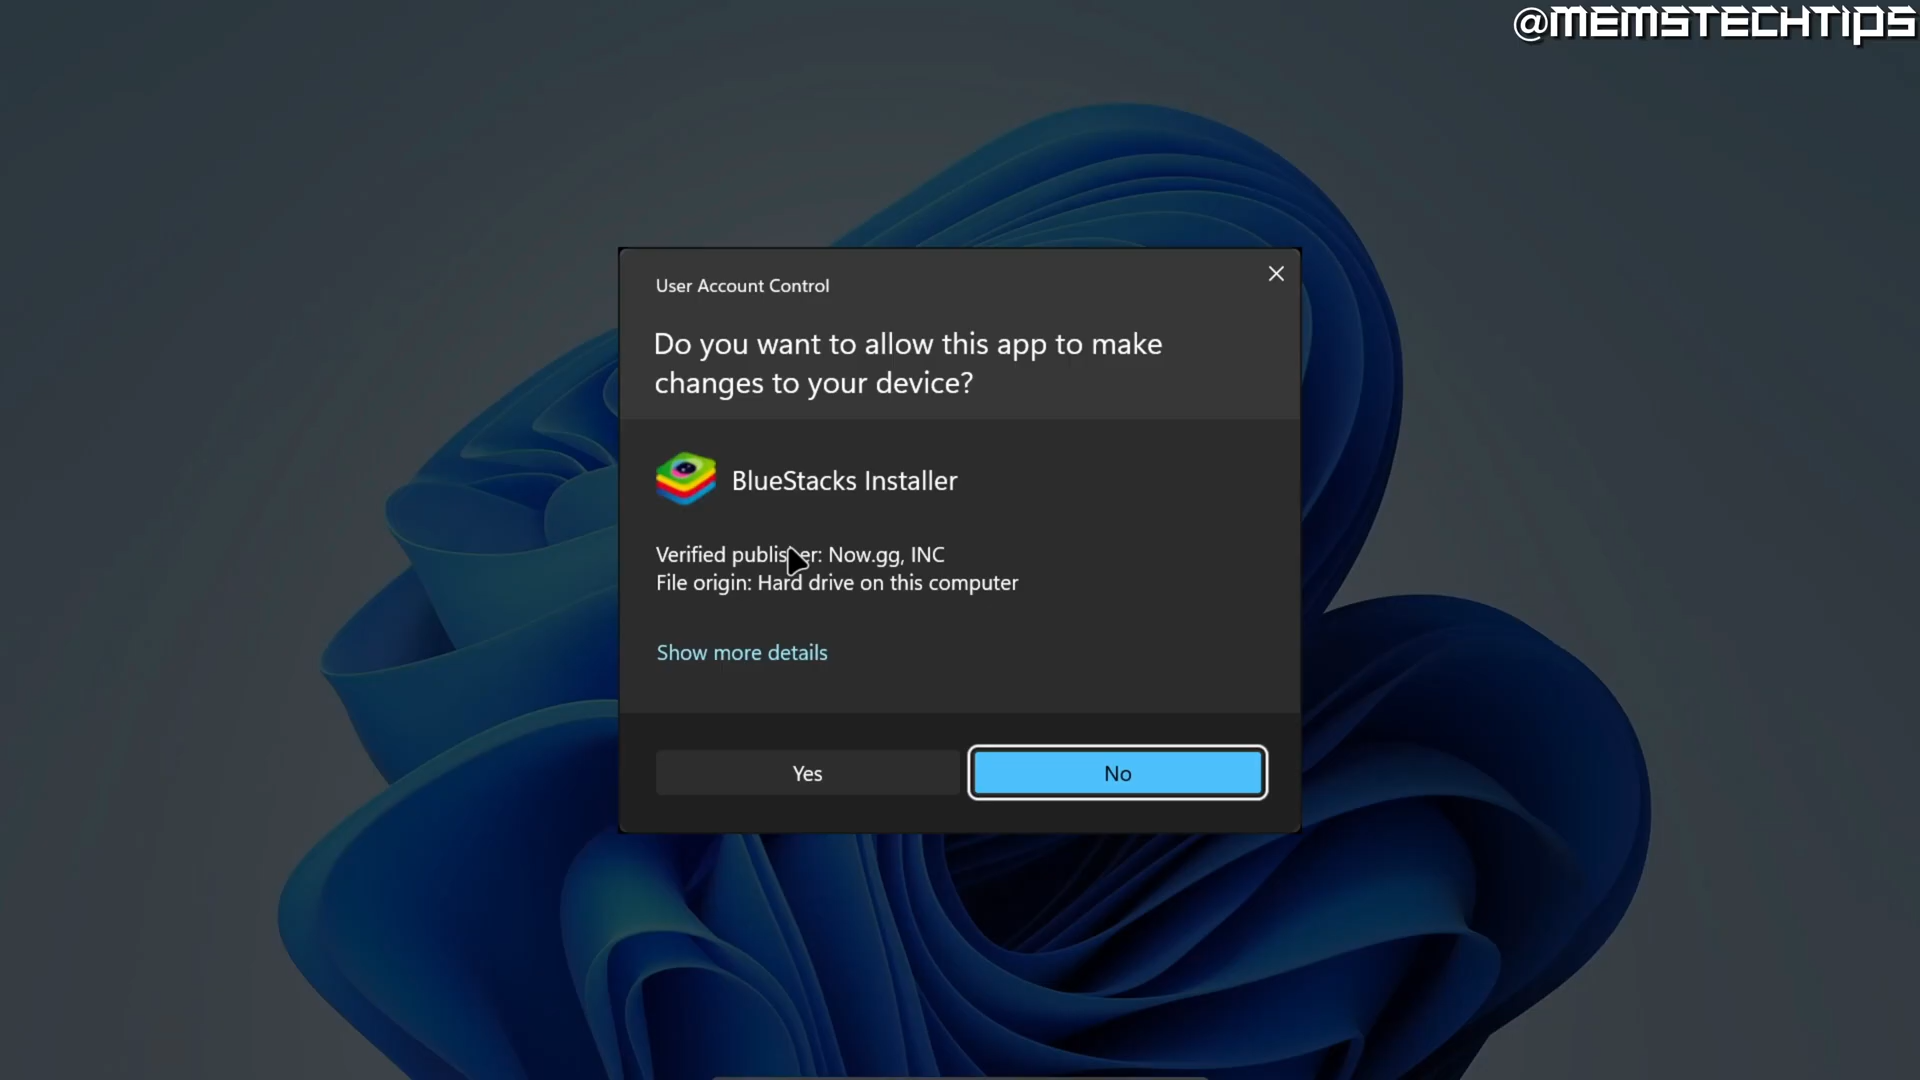 @MEMSTECHTIPS
User Account Control
Do you want to allow this app to make
changes to your device?
BlueStacks Installer
Verified publisher: Now.gg, INC
File origin: Hard drive on this computer
Show more details
Yes
No